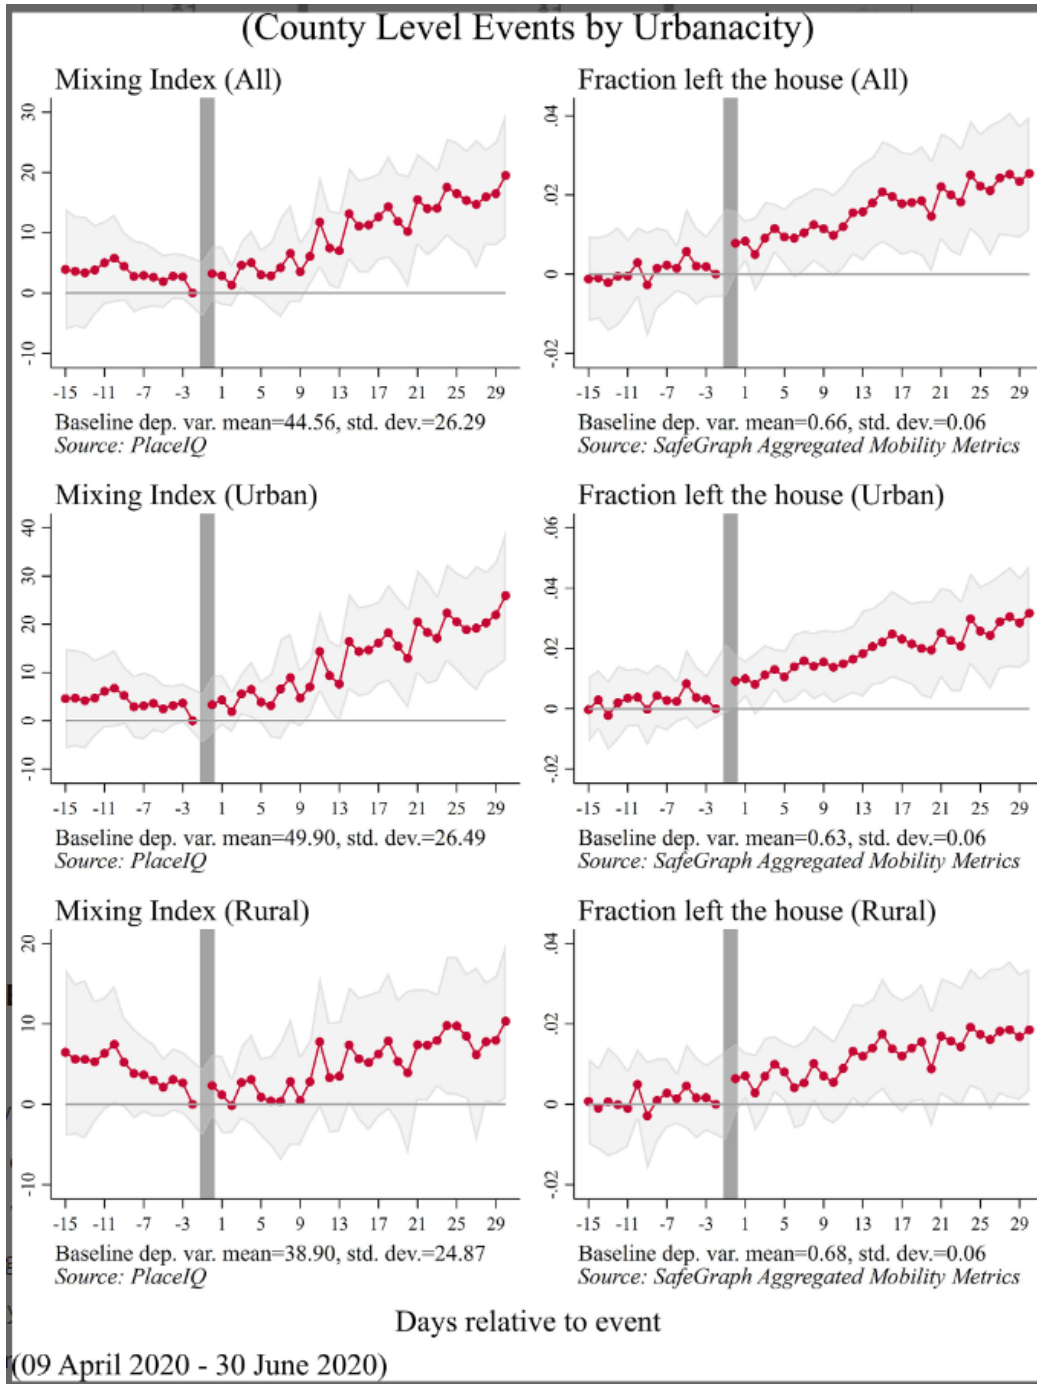 (County Level Events by Urbanacity)
Mixing Index (All)
30
20
10
0
-10
-15 -11 -7 -3 1 5 9 13 17 21 25 29
Baseline dep. var. mean=44.56, std. dev.=26.29
Source: PlaceIQ
Fraction left the house (All)
.04
.02
0
-.02
-15 -11 -7 -3 1 5 9 13 17 21 25 29
Baseline dep. var. mean=0.66, std. dev.=0.06
Source: SafeGraph Aggregated Mobility Metrics
Mixing Index (Urban)
40
30
20
10
0
-10
-15 -11 -7 -3 1 5 9 13 17 21 25 29
Baseline dep. var. mean=49.90, std. dev.=26.49
Source: PlaceIQ
Fraction left the house (Urban)
.06
.04
.02
0
-.02
-15 -11 -7 -3 1 5 9 13 17 21 25 29
Baseline dep. var. mean=0.63, std. dev.=0.06
Source: SafeGraph Aggregated Mobility Metrics
Mixing Index (Rural)
20
10
0
-10
-15 -11 -7 -3 1 5 9 13 17 21 25 29
Baseline dep. var. mean=38.90, std. dev.=24.87
Source: PlaceIQ
Fraction left the house (Rural)
.04
.02
0
-.02
-15 -11 -7 -3 1 5 9 13 17 21 25 29
Baseline dep. var. mean=0.68, std. dev.=0.06
Source: SafeGraph Aggregated Mobility Metrics
Days relative to event
(09 April 2020 - 30 June 2020)